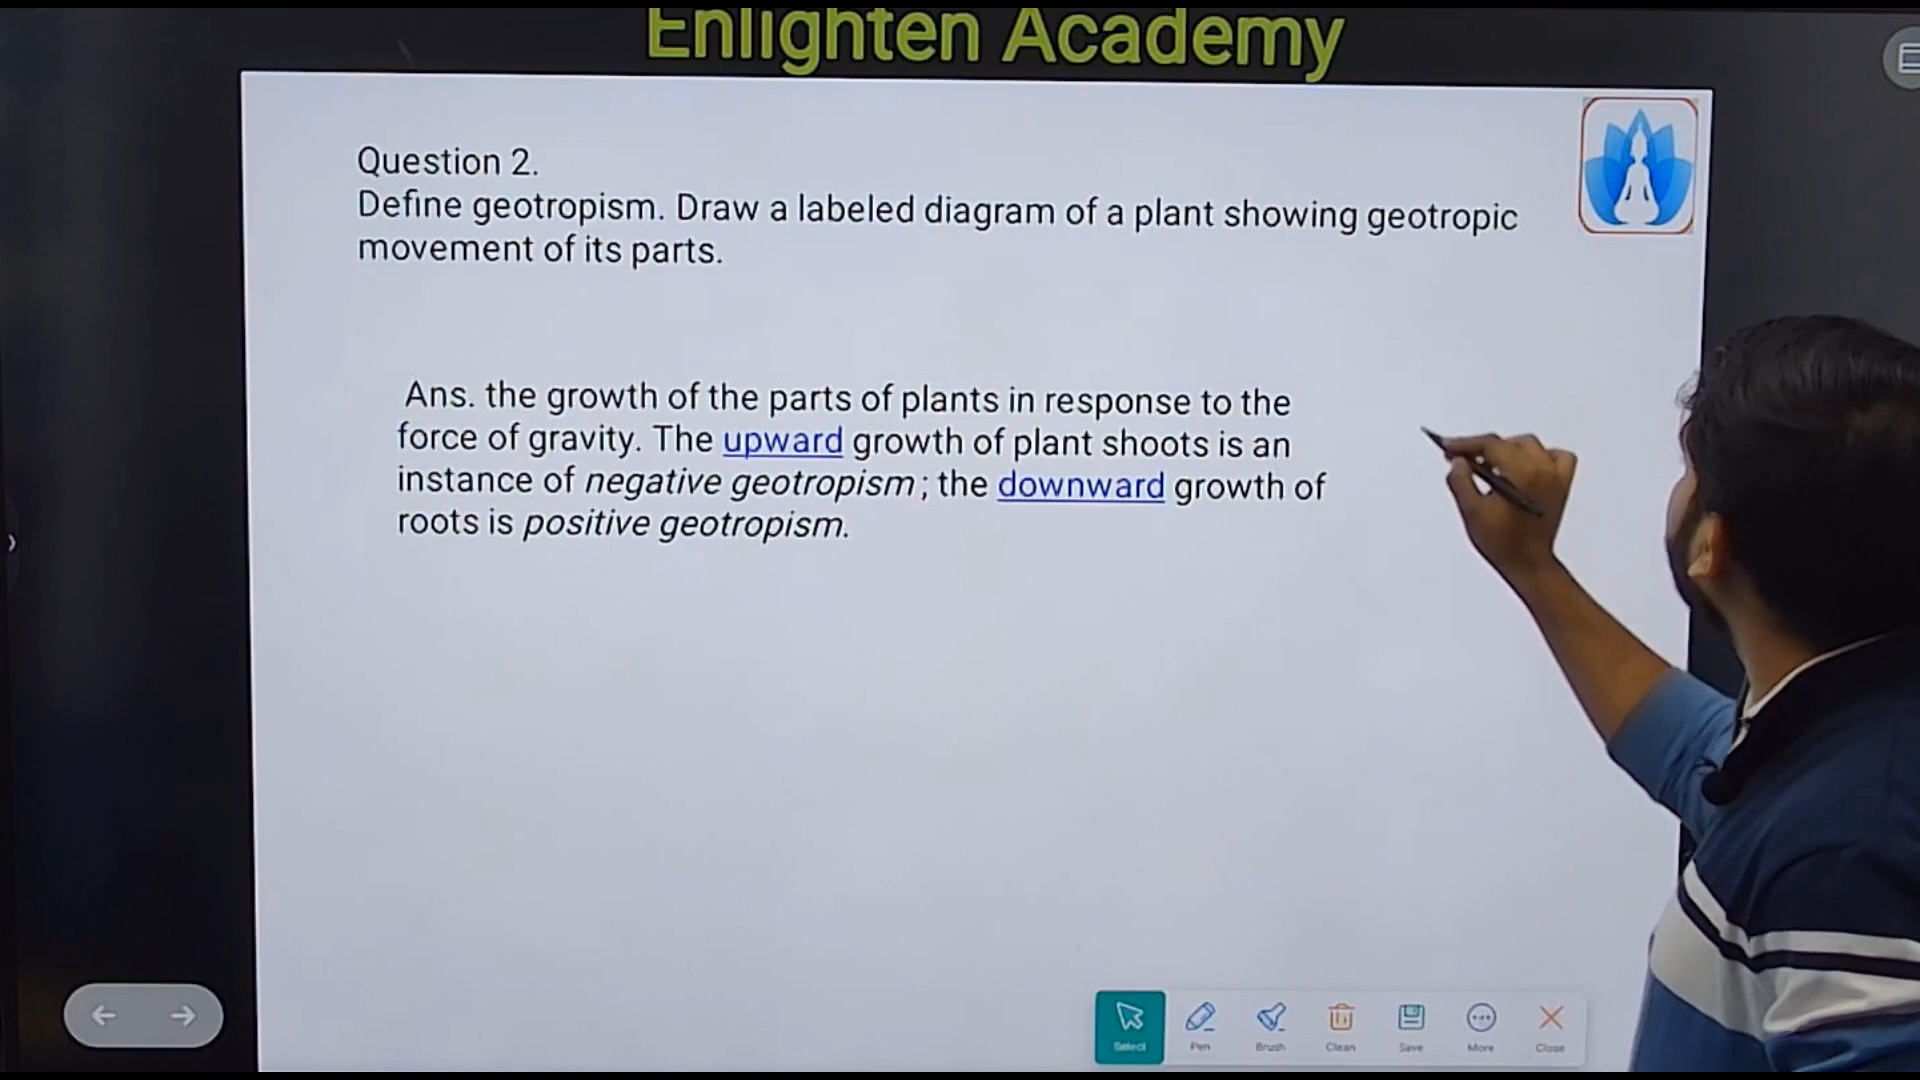 Enlighten Academy
Question 2.
Define geotropism. Draw a labeled diagram of a plant showing geotropic
movement of its parts.
Ans. the growth of the parts of plants in response to the
force of gravity. The upward growth of plant shoots is an
instance of negative geotropism; the downward growth of
roots is positive geotropism.
Select Pen Brush Clean Save More Close